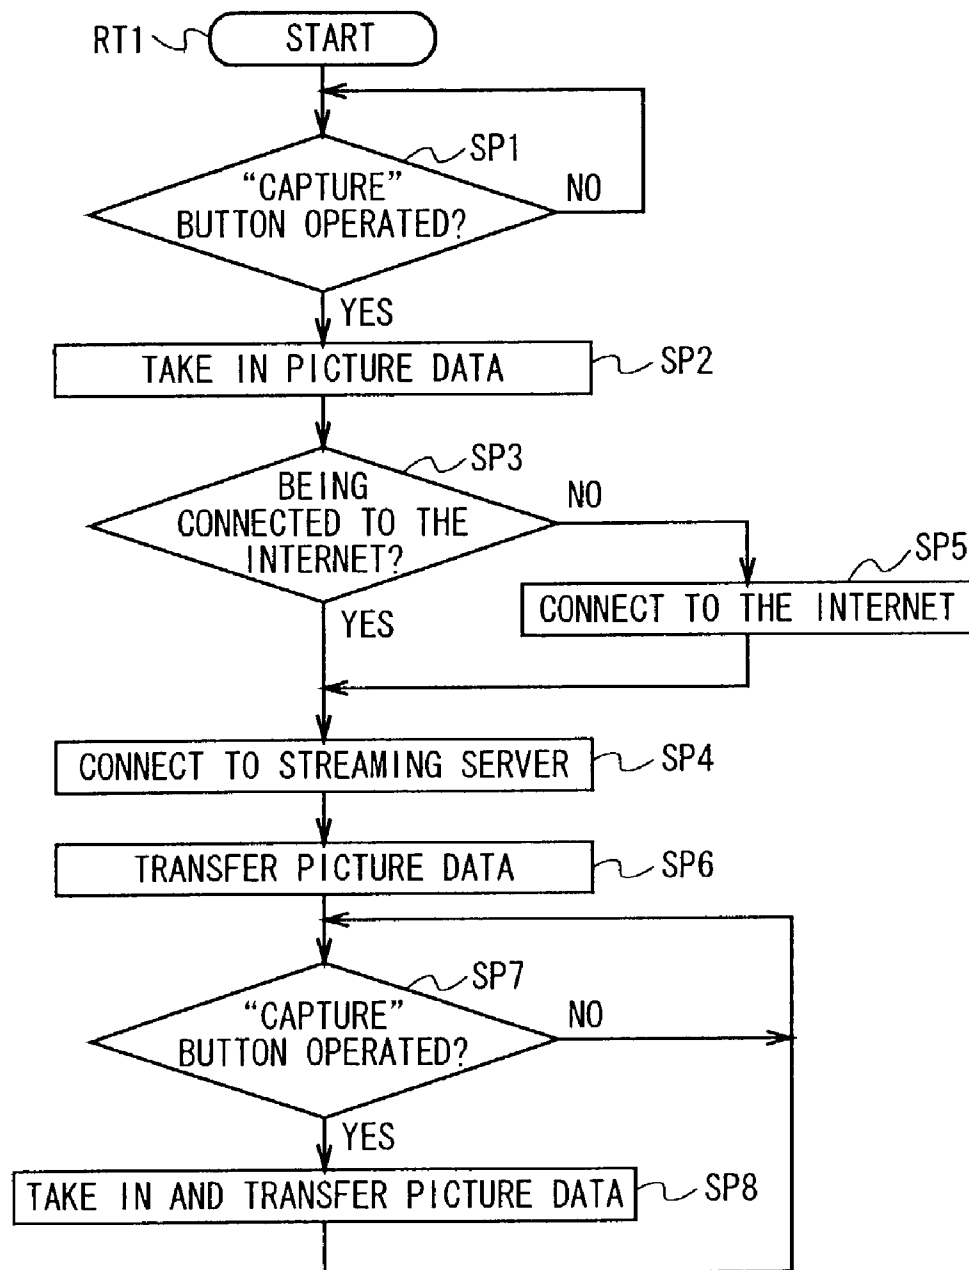 RT1
START
SP1
“CAPTURE”
BUTTON OPERATED?
NO
YES
TAKE IN PICTURE DATA
SP2
SP3
BEING
CONNECTED TO THE
INTERNET?
NO
YES
SP5
CONNECT TO THE INTERNET
CONNECT TO STREAMING SERVER
SP4
TRANSFER PICTURE DATA
SP6
SP7
“CAPTURE”
BUTTON OPERATED?
NO
YES
TAKE IN AND TRANSFER PICTURE DATA
SP8